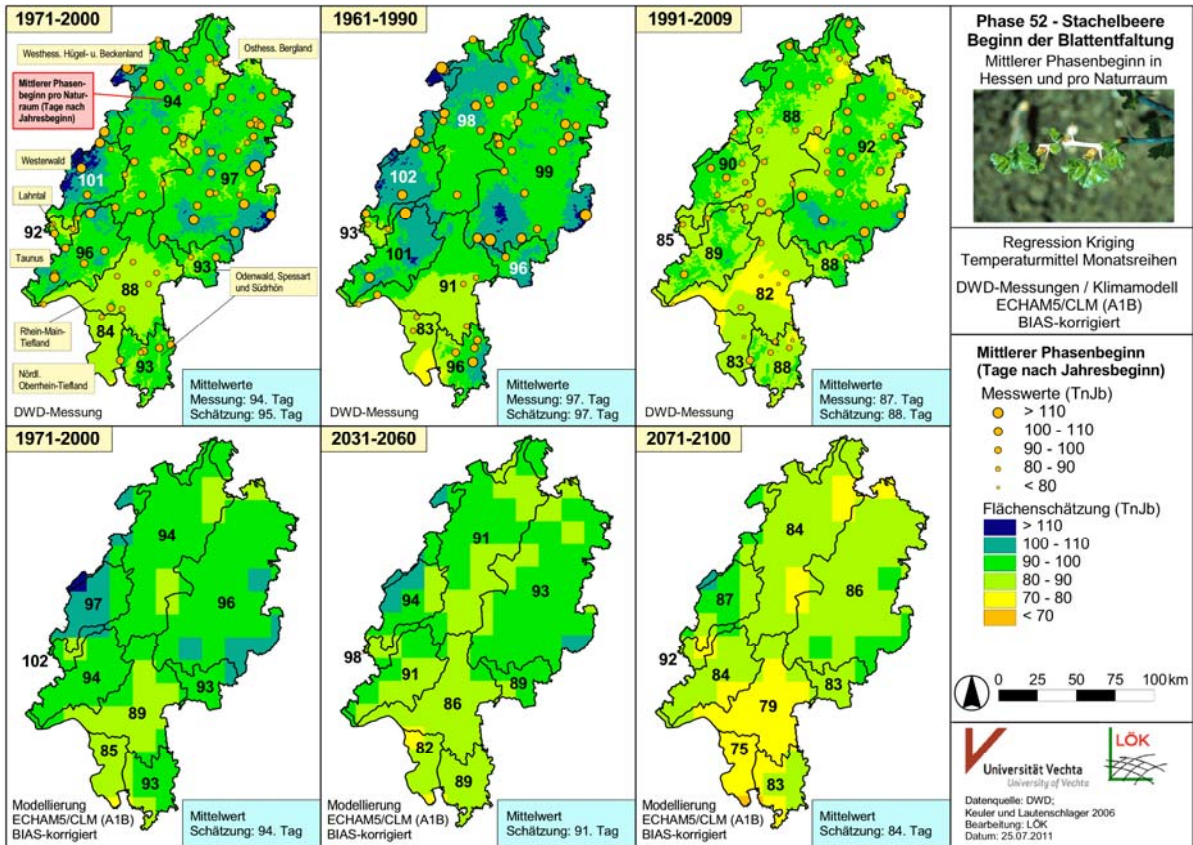 1971-2000
Westhess. Hügel- u. Beckenland
Osthess. Bergland
Mittlerer Phasen-
beginn pro Natur-
raum (Tage nach
Jahresbeginn)
94
Westerwald
101
97
Lahntal
92
96
Taunus
93
88
Odenwald, Spessart
und Südrhön
Rhein-Main-
Tiefland
84
Nördl.
Oberrhein-Tiefland
93
DWD-Messung
Mittelwerte
Messung: 94. Tag
Schätzung: 95. Tag
1961-1990
98
102
99
93
101
96
91
83
96
DWD-Messung
Mittelwerte
Messung: 97. Tag
Schätzung: 97. Tag
1991-2009
88
90
92
85
89
88
82
83
88
Mittelwerte
Messung: 87. Tag
Schätzung: 88. Tag
1971-2000
94
97
96
102
94
93
89
85
93
Modellierung
ECHAM5/CLM (A1B)
BIAS-korrigiert
Mittelwert
Schätzung: 94. Tag
2031-2060
91
94
93
98
91
89
86
82
89
Modellierung
ECHAM5/CLM (A1B)
BIAS-korrigiert
Mittelwert
Schätzung: 91. Tag
2071-2100
84
87
86
92
84
83
79
75
83
Modellierung
ECHAM5/CLM (A1B)
BIAS-korrigiert
Mittelwert
Schätzung: 84. Tag
Phase 52 - Stachelbeere
Beginn der Blattentfaltung
Mittlerer Phasenbeginn in
Hessen und pro Naturraum
Regression Kriging
Temperaturmittel Monatsreihen
DWD-Messungen / Klimamodell
ECHAM5/CLM (A1B)
BIAS-korrigiert
Mittlerer Phasenbeginn
(Tage nach Jahresbeginn)
Messwerte (TnJb)
> 110
100 - 110
90 - 100
80 - 90
< 80
Flächenschätzung (TnJb)
> 110
100 - 110
90 - 100
80 - 90
70 - 80
< 70
0 25 50 75 100 km
Universität Vechta
University of Vechta
LÖK
Datenquelle: DWD;
Keuler und Lautenschlager 2006
Bearbeitung: LÖK
Datum: 25.07.2011